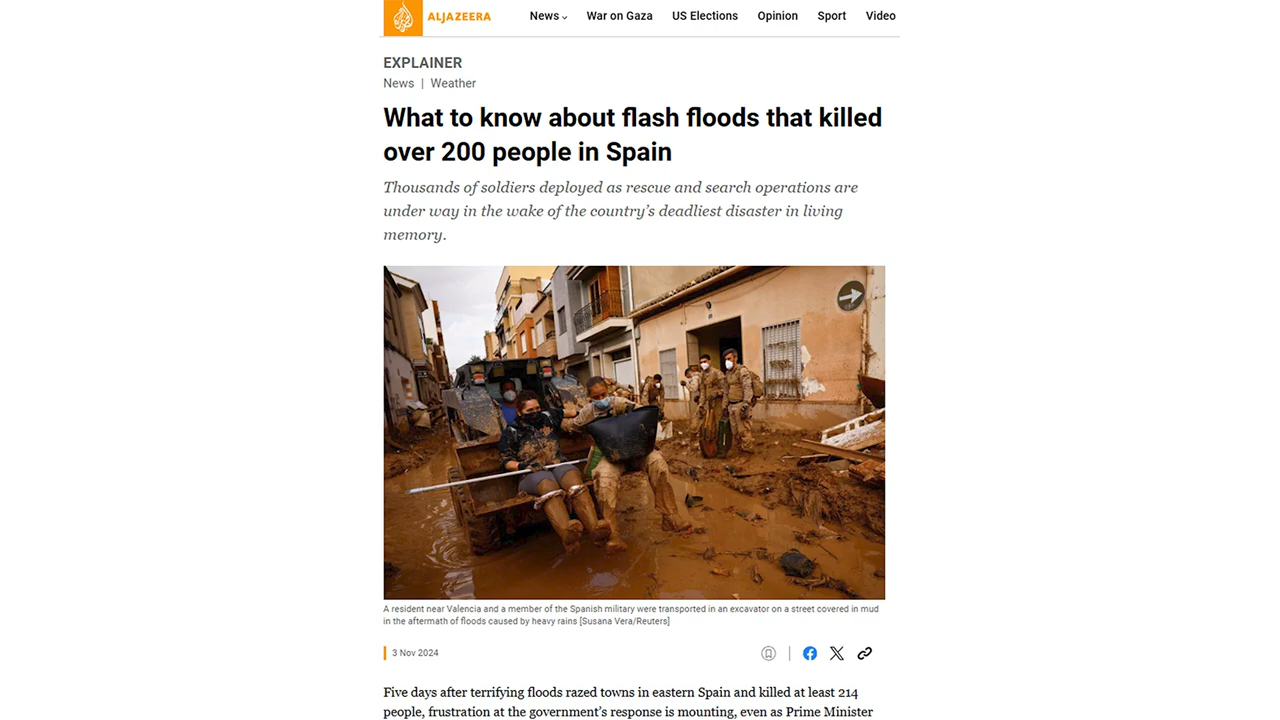 ALJAZEERA
News War on Gaza US Elections Opinion Sport Video
EXPLAINER
News | Weather
What to know about flash floods that killed
over 200 people in Spain
Thousands of soldiers deployed as rescue and search operations are
under way in the wake of the country’s deadliest disaster in living
memory.
A resident near Valencia and a member of the Spanish military were transported in an excavator on a street covered in mud
in the aftermath of floods caused by heavy rains [Susana Vera/Reuters]
3 Nov 2024
Five days after terrifying floods razed towns in eastern Spain and killed at least 214
people, frustration at the government’s response is mounting, even as Prime Minister